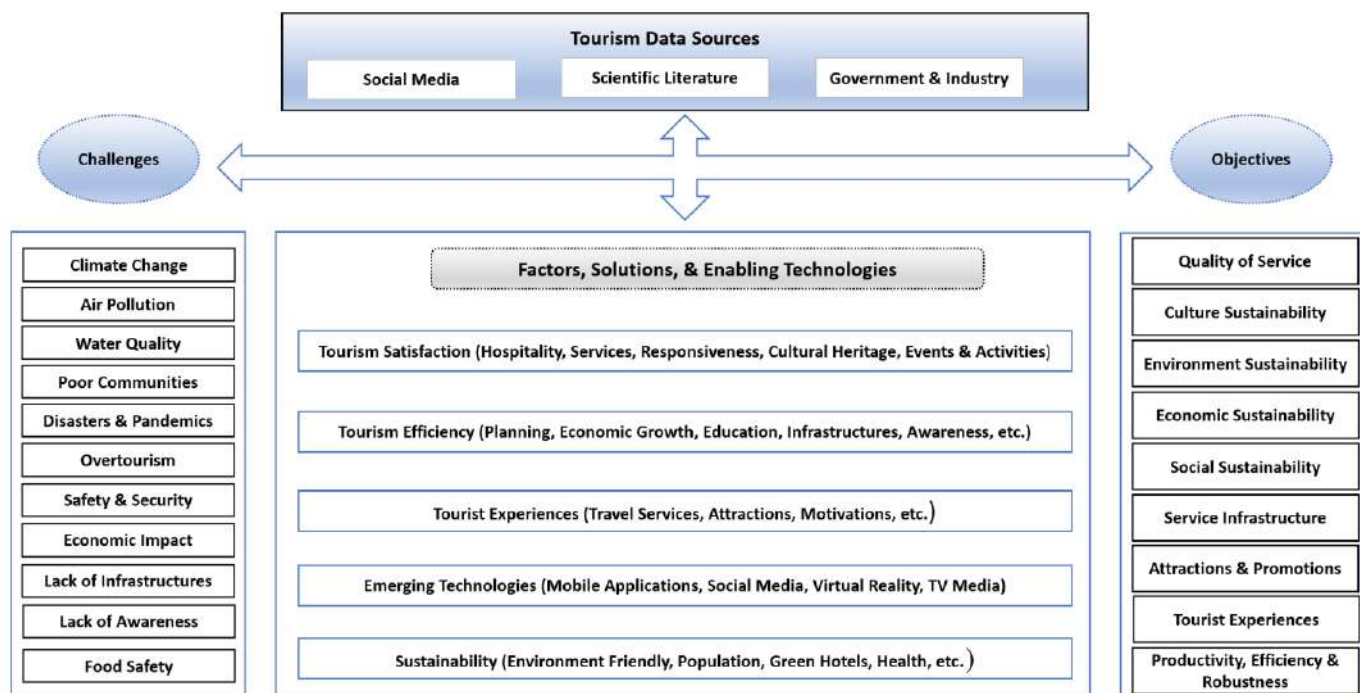 Tourism Data Sources
Social Media
Scientific Literature
Government & Industry
Challenges
Objectives
Climate Change
Air Pollution
Water Quality
Poor Communities
Disasters & Pandemics
Overtourism
Safety & Security
Economic Impact
Lack of Infrastructures
Lack of Awareness
Food Safety
Factors, Solutions, & Enabling Technologies
Tourism Satisfaction (Hospitality, Services, Responsiveness, Cultural Heritage, Events & Activities)
Tourism Efficiency (Planning, Economic Growth, Education, Infrastructures, Awareness, etc.)
Tourist Experiences (Travel Services, Attractions, Motivations, etc.)
Emerging Technologies (Mobile Applications, Social Media, Virtual Reality, TV Media)
Sustainability (Environment Friendly, Population, Green Hotels, Health, etc.)
Quality of Service
Culture Sustainability
Environment Sustainability
Economic Sustainability
Social Sustainability
Service Infrastructure
Attractions & Promotions
Tourist Experiences
Productivity, Efficiency &
Robustness